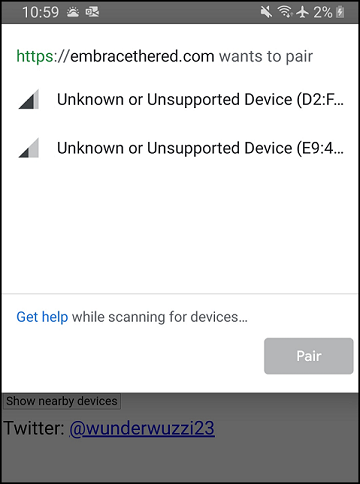 10:59 2%
https://embracethered.com wants to pair
Unknown or Unsupported Device (D2:F...
Unknown or Unsupported Device (E9:4...
Get help while scanning for devices...
Pair
Show nearby devices
Twitter: @wunderwuzzi23